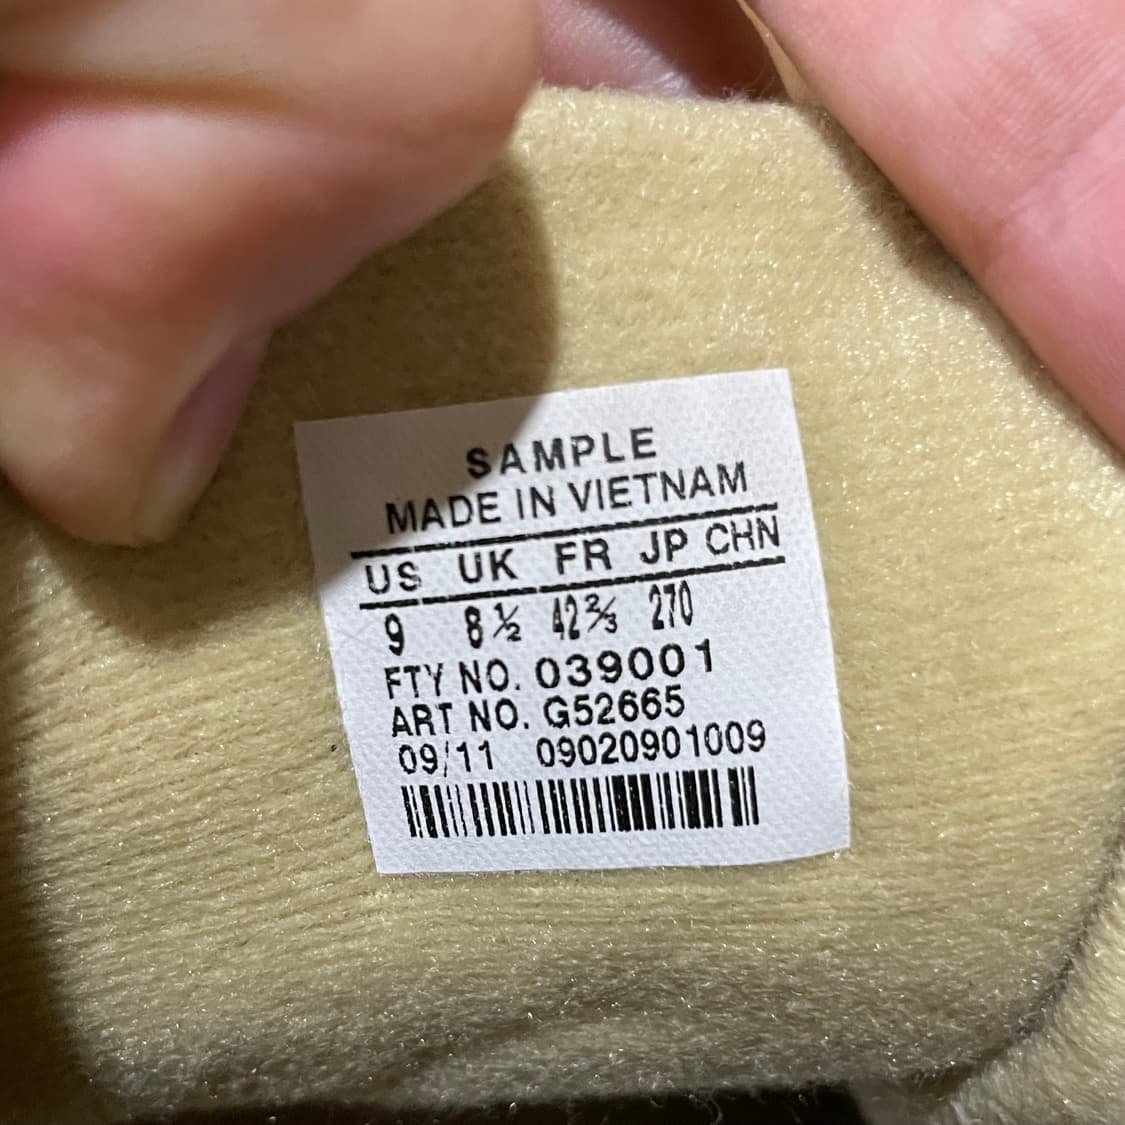 SAMPLE
MADE IN VIETNAM
US UK FR JP CHN
9 8½ 42⅔ 270
FTY NO. 039001
ART NO. G52665
09/11 09020901009